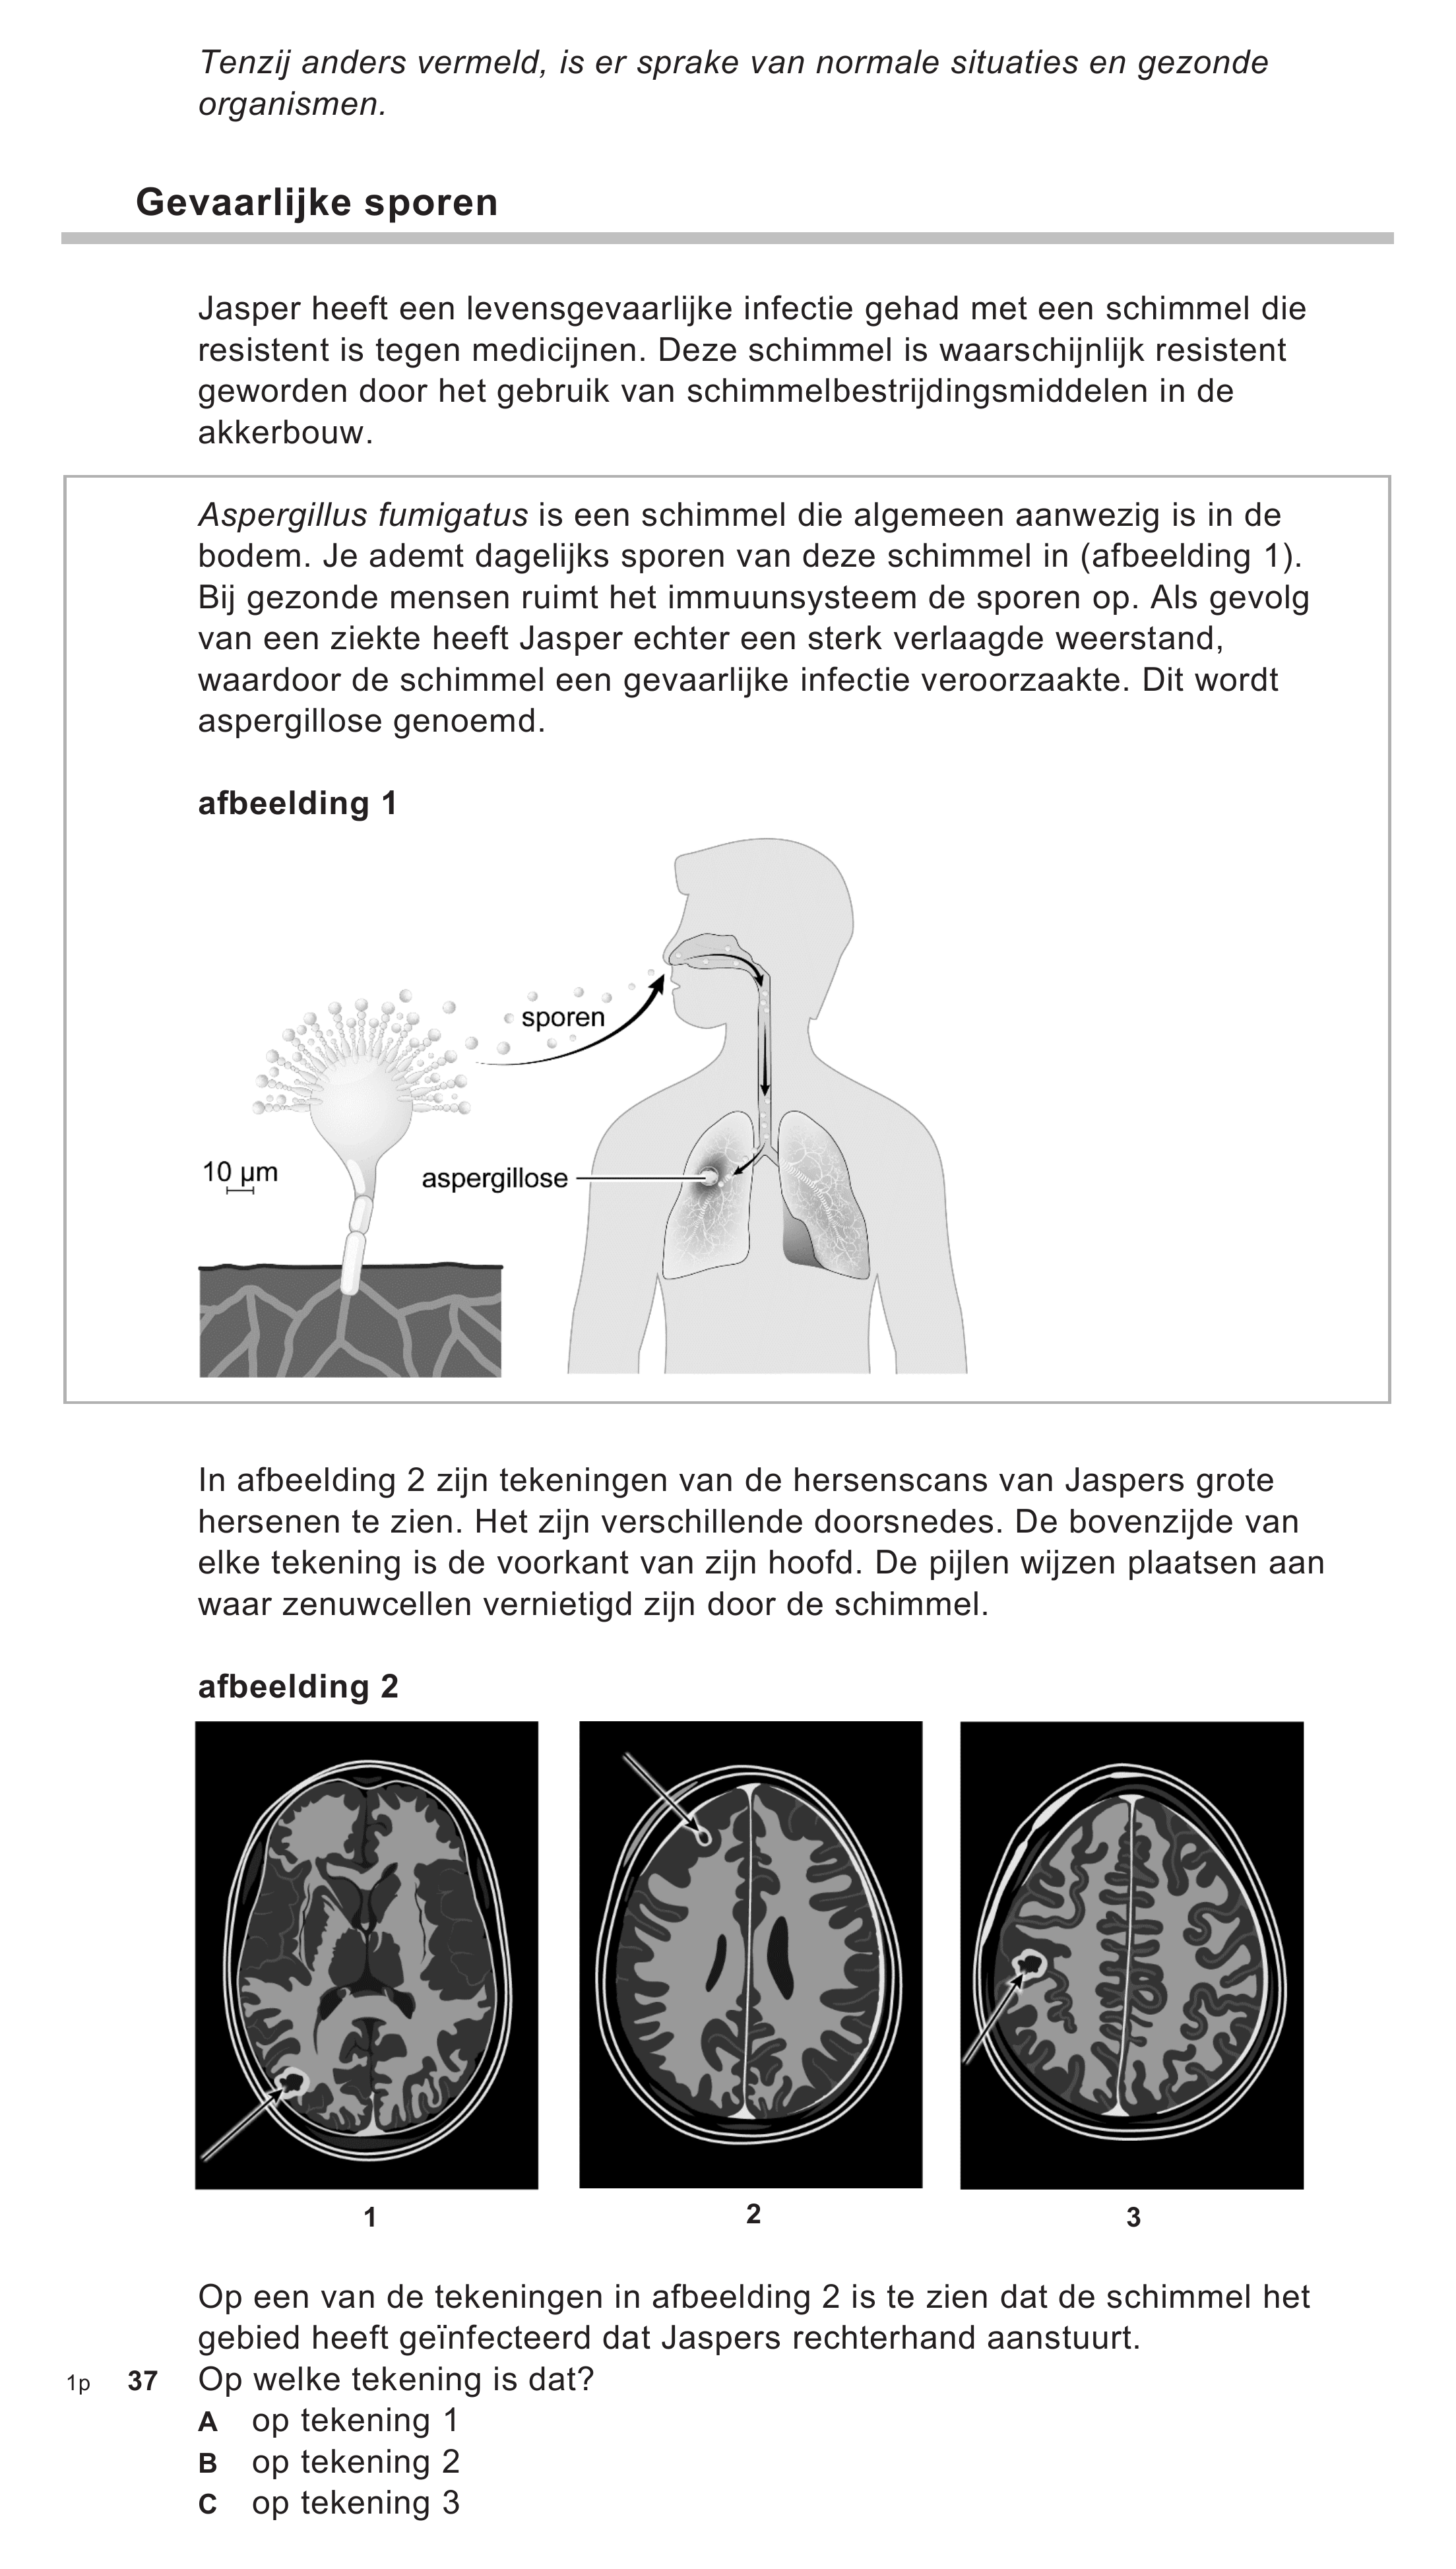 Tenzij anders vermeld, is er sprake van normale situaties en gezonde
organismen.
Gevaarlijke sporen
Jasper heeft een levensgevaarlijke infectie gehad met een schimmel die
resistent is tegen medicijnen. Deze schimmel is waarschijnlijk resistent
geworden door het gebruik van schimmelbestrijdingsmiddelen in de
akkerbouw.
Aspergillus fumigatus is een schimmel die algemeen aanwezig is in de
bodem. Je ademt dagelijks sporen van deze schimmel in (afbeelding 1).
Bij gezonde mensen ruimt het immuunsysteem de sporen op. Als gevolg
van een ziekte heeft Jasper echter een sterk verlaagde weerstand,
waardoor de schimmel een gevaarlijke infectie veroorzaakte. Dit wordt
aspergillose genoemd.
afbeelding 1
sporen
10 µm
aspergillose
In afbeelding 2 zijn tekeningen van de hersenscans van Jaspers grote
hersenen te zien. Het zijn verschillende doorsnedes. De bovenzijde van
elke tekening is de voorkant van zijn hoofd. De pijlen wijzen plaatsen aan
waar zenuwcellen vernietigd zijn door de schimmel.
afbeelding 2
1 2 3
Op een van de tekeningen in afbeelding 2 is te zien dat de schimmel het
gebied heeft geïnfecteerd dat Jaspers rechterhand aanstuurt.
1p 37 Op welke tekening is dat?
A op tekening 1
B op tekening 2
C op tekening 3